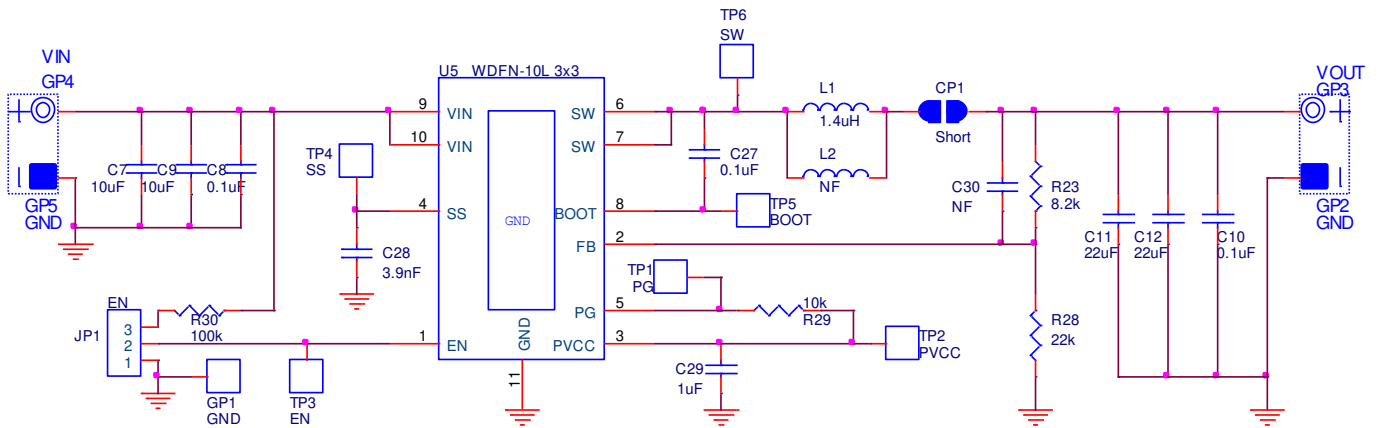 TP6
SW
VIN
GP4
GP5
GND
C7
10uF
C9
10uF
C8
0.1uF
TP4
SS
C28
3.9nF
EN
JP1
3
2
1
R30
100k
GP1
GND
TP3
EN
U5 WDFN-10L 3x3
9
VIN
10
VIN
4
SS
1
EN
GND
GND
11
SW
6
SW
7
BOOT
8
FB
2
PG
5
PVCC
3
C27
0.1uF
TP5
BOOT
TP1
PG
10k
R29
TP2
PVCC
C29
1uF
L1
1.4uH
L2
NF
CP1
Short
C30
NF
R23
8.2k
R28
22k
C11
22uF
C12
22uF
C10
0.1uF
VOUT
GP3
GP2
GND